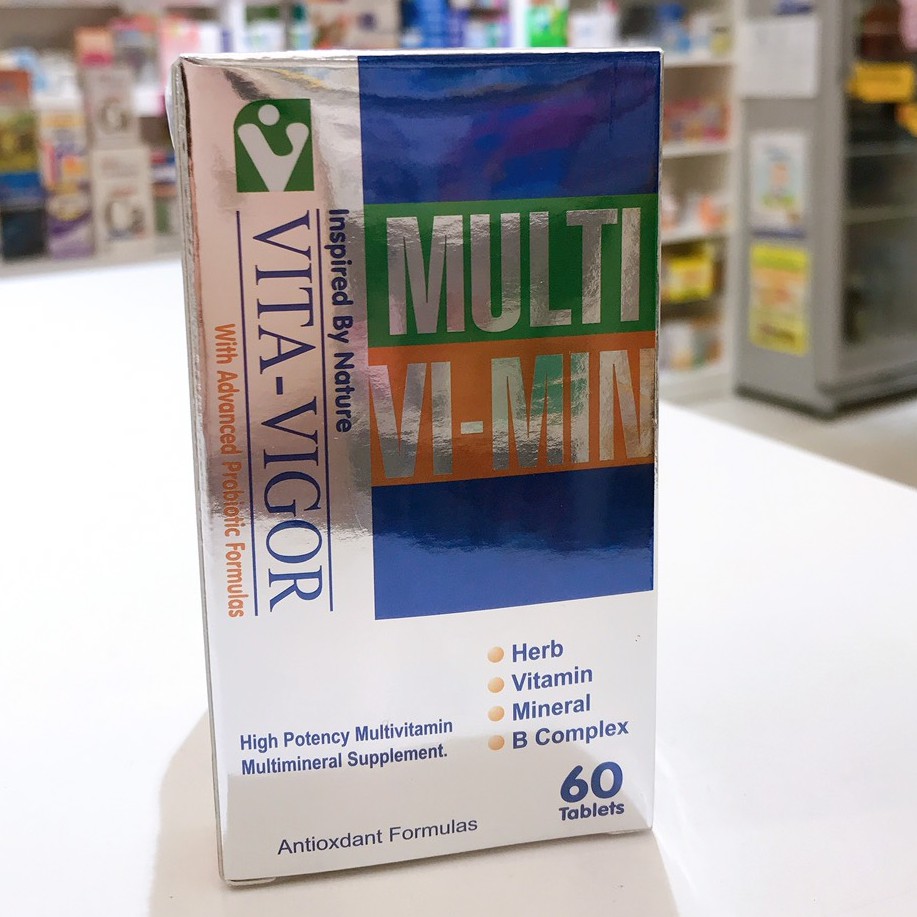 Inspired By Nature
VITA-VIGOR
With Advanced Probiotic Formulas
MULTI
VI-MIN
Herb
Vitamin
Mineral
B Complex
High Potency Multivitamin
Multimineral Supplement.
60
Tablets
Antioxdant Formulas